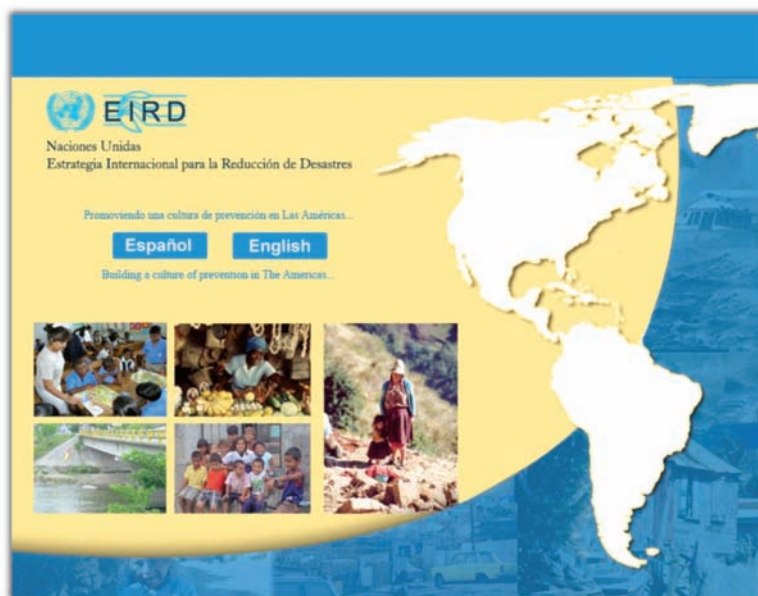 EIRD
Naciones Unidas
Estrategia Internacional para la Reducción de Desastres
Promoviendo una cultura de prevención en Las Américas...
Español English
Building a culture of prevention in The Americas...